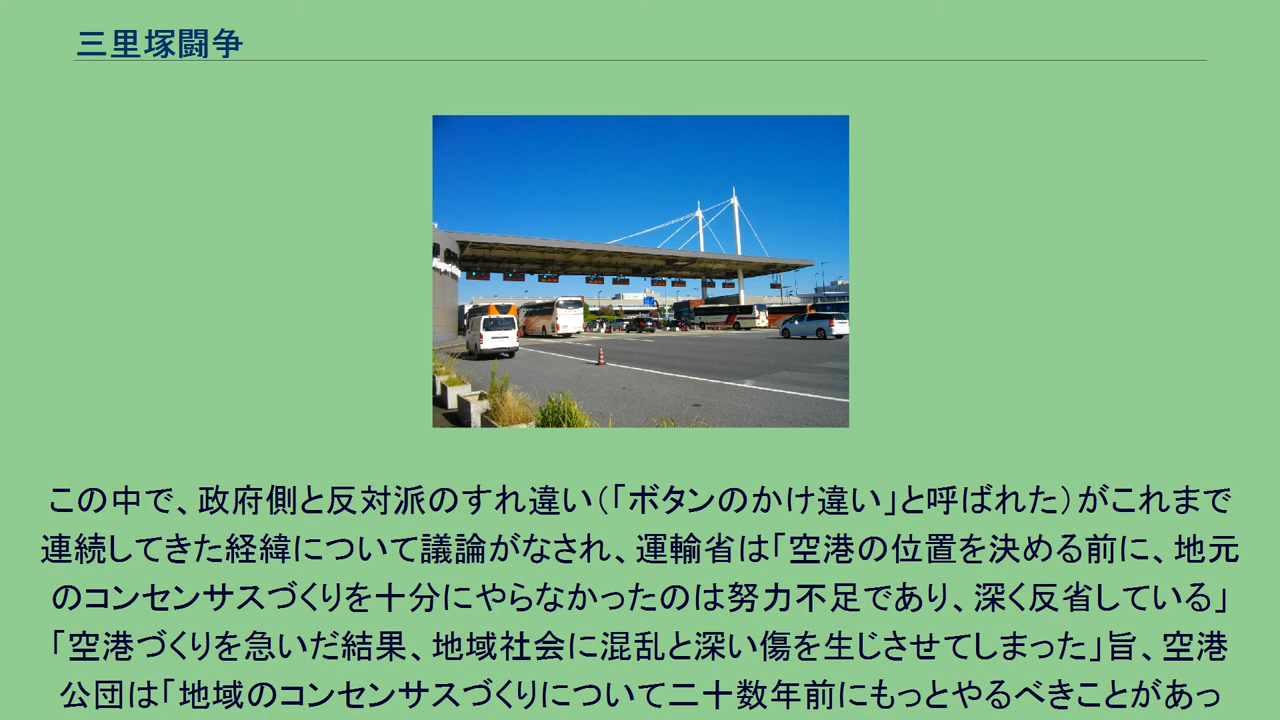 三里塚闘争
この中で、政府側と反対派のすれ違い（「ボタンのかけ違い」と呼ばれた）がこれまで
連続してきた経緯について議論がなされ、運輸省は「空港の位置を決める前に、地元
のコンセンサスづくりを十分にやらなかったのは努力不足であり、深く反省している」
「空港づくりを急いだ結果、地域社会に混乱と深い傷を生じさせてしまった」旨、空港
公団は「地域のコンセンサスづくりについて二十数年前にもっとやるべきことがあっ